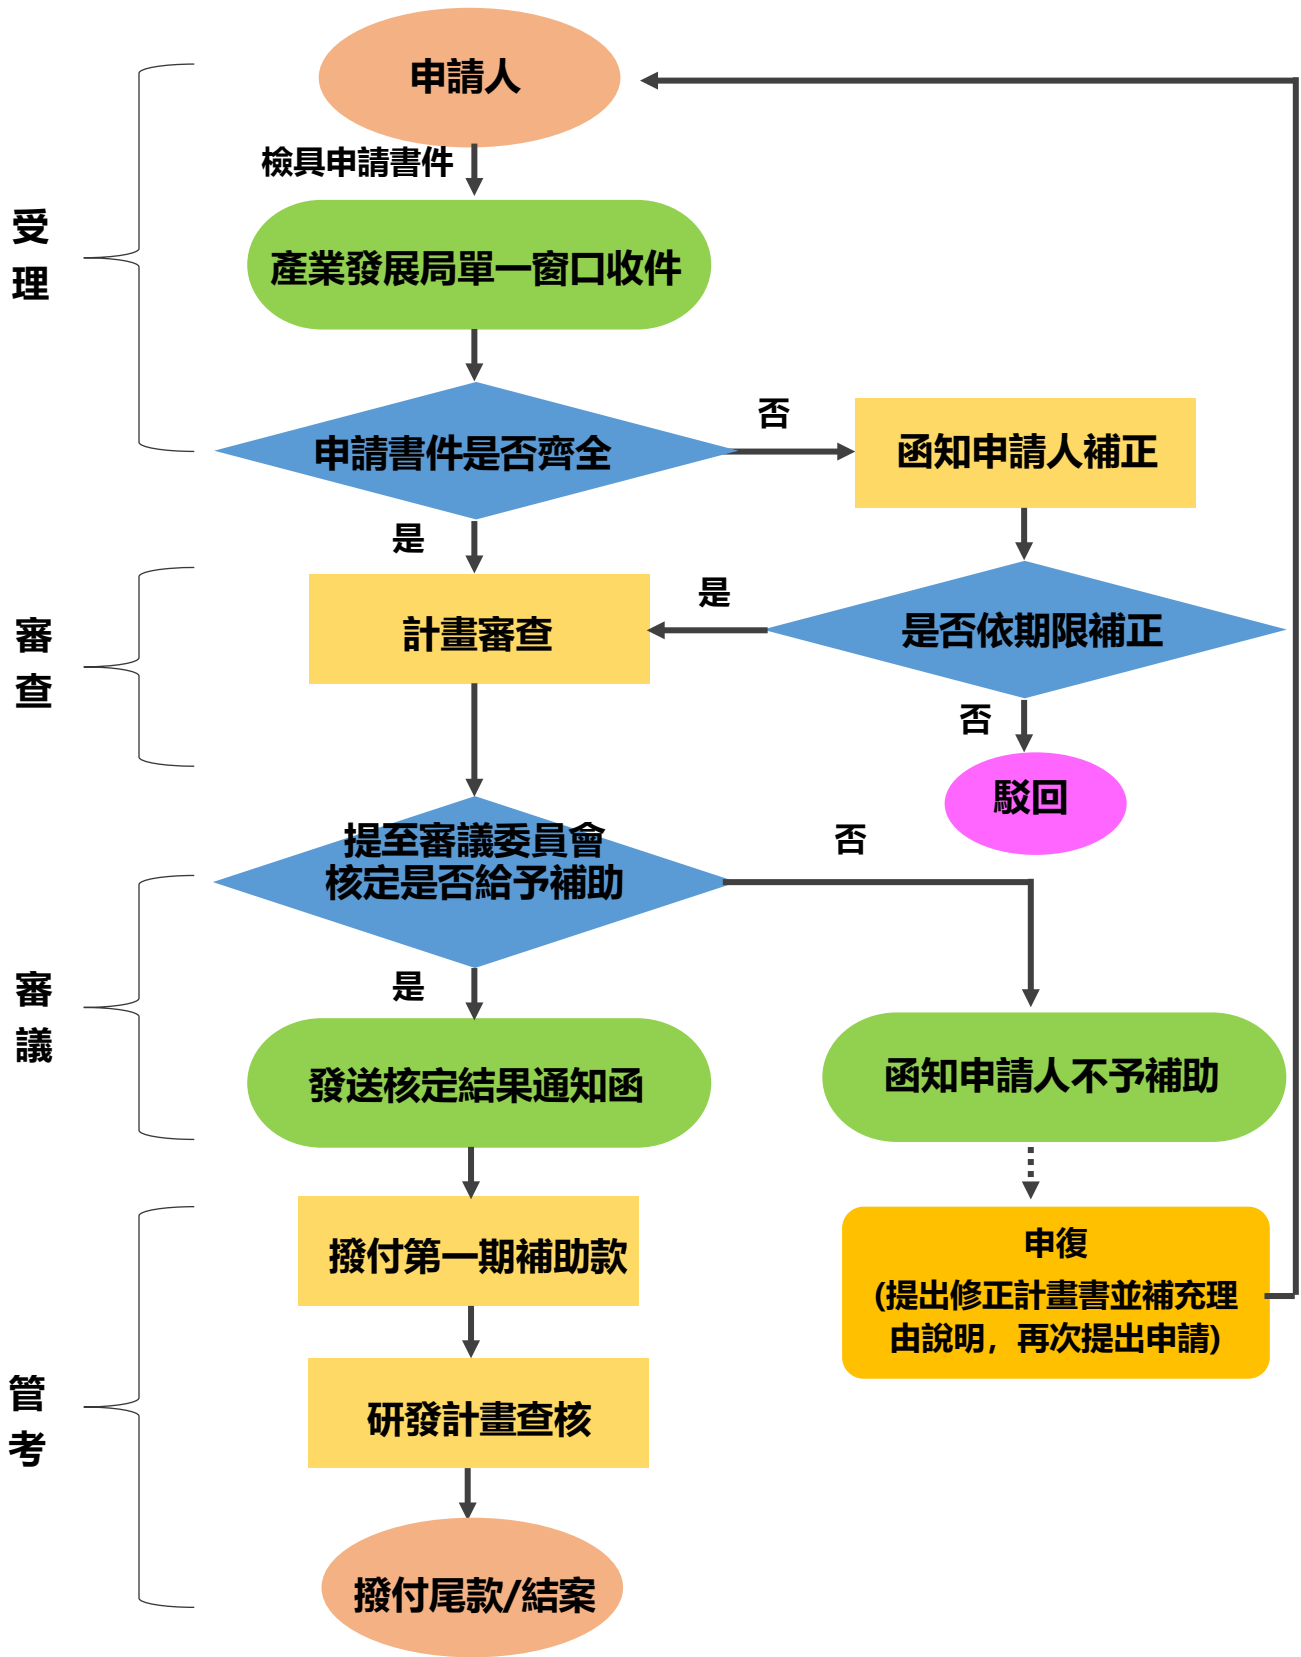 申請人
檢具申請書件
受
理
產業發展局單一窗口收件
申請書件是否齊全
否
函知申請人補正
是
審
查
計畫審查
是
是否依期限補正
否
駁回
提至審議委員會
核定是否給予補助
否
審
議
是
發送核定結果通知函
函知申請人不予補助
撥付第一期補助款
申復
(提出修正計畫書並補充理
由說明，再次提出申請)
管
考
研發計畫查核
撥付尾款/結案